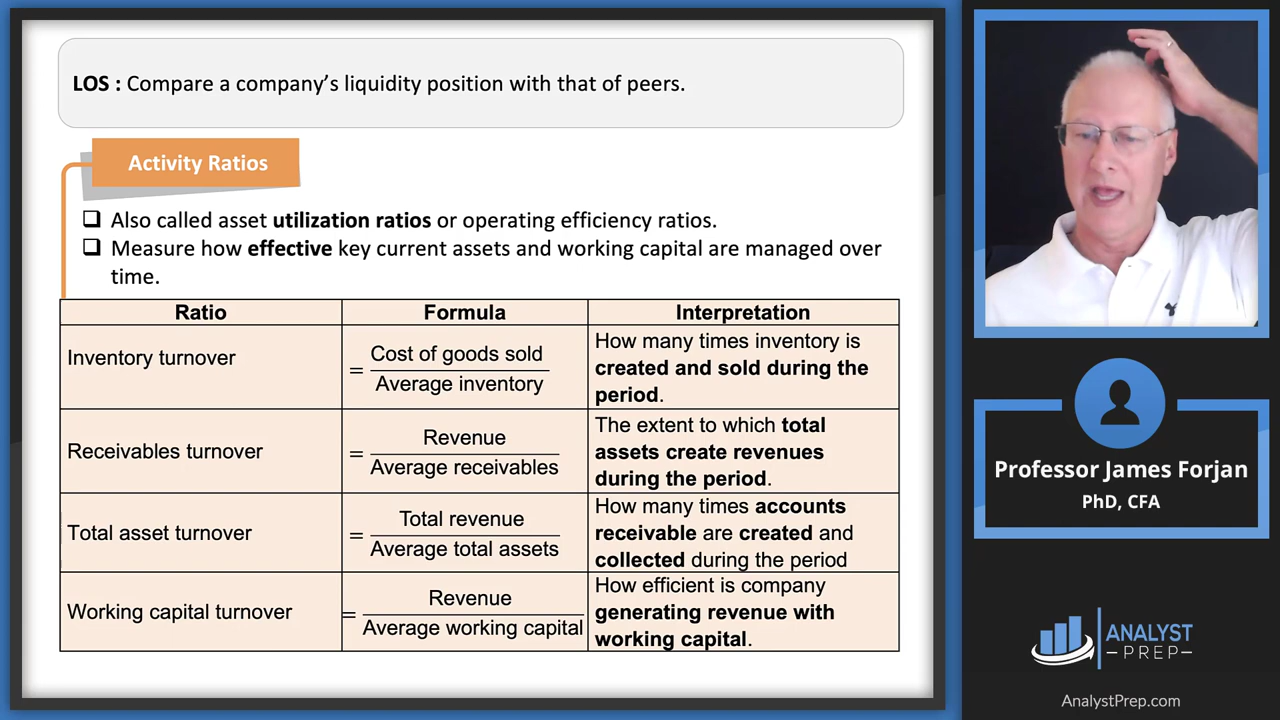 LOS : Compare a company's liquidity position with that of peers.
Activity Ratios
❑ Also called asset utilization ratios or operating efficiency ratios.
❑ Measure how effective key current assets and working capital are managed over
time.
Ratio
Formula
Interpretation
Inventory turnover
= Cost of goods sold
Average inventory
How many times inventory is
created and sold during the
period.
Receivables turnover
= Revenue
Average receivables
The extent to which total
assets create revenues
during the period.
Total asset turnover
= Total revenue
Average total assets
How many times accounts
receivable are created and
collected during the period
Working capital turnover
= Revenue
Average working capital
How efficient is company
generating revenue with
working capital.
Professor James Forjan
PhD, CFA
ANALYST
PREP
AnalystPrep.com